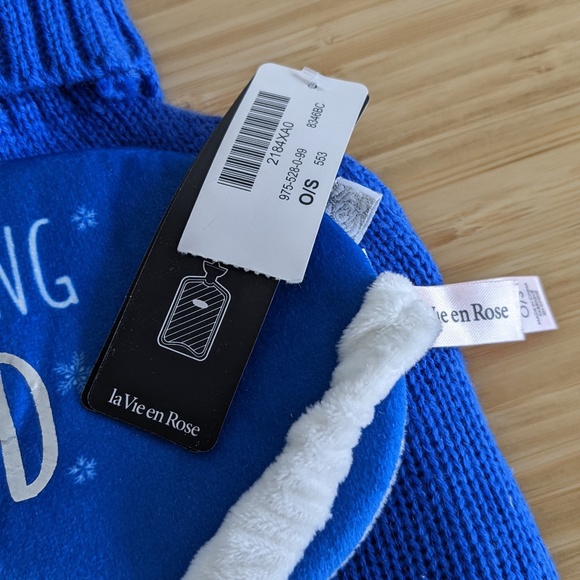 2184XA0
975-528-0-99 8346BC
O/S 553
la Vie en Rose
Vie en Rose
O/S
NG
D